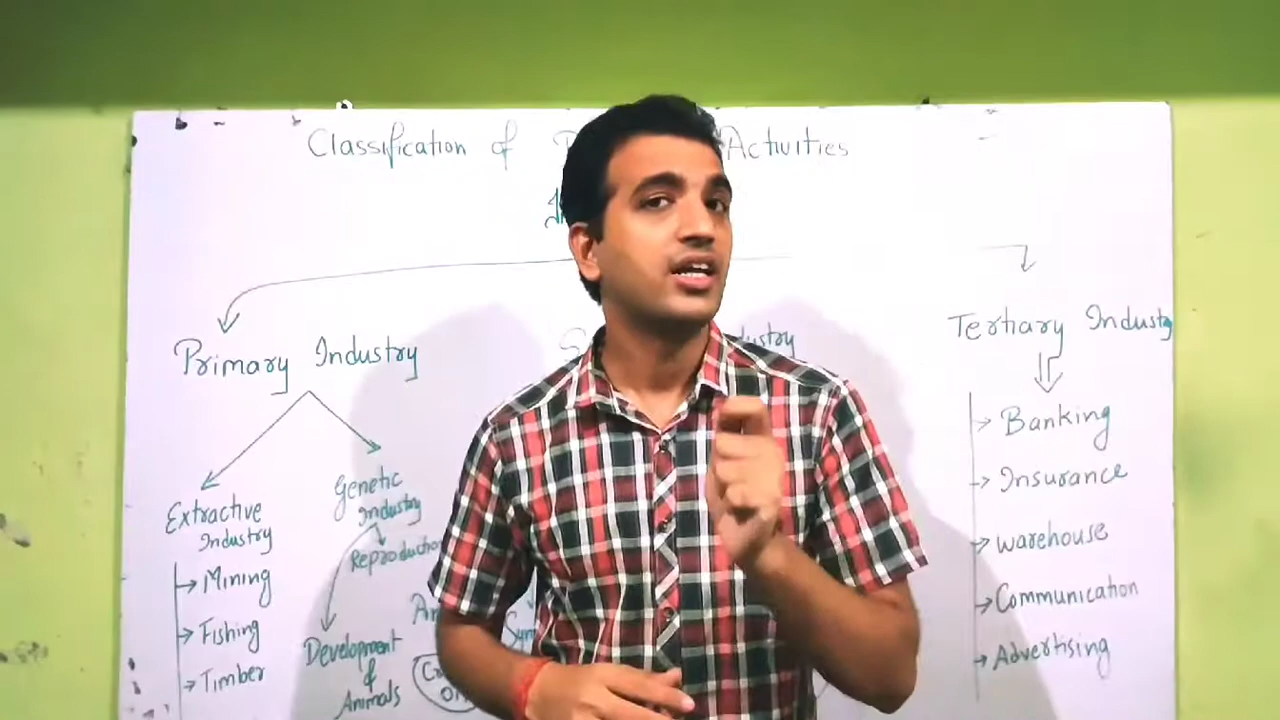 Classification of Activities
Primary Industry
Tertiary Industry
Extractive
Industry
Mining
Fishing
Timber
Genetic
Industry
Reproduction
Development
&
Animals
Banking
Insurance
warehouse
Communication
Advertising